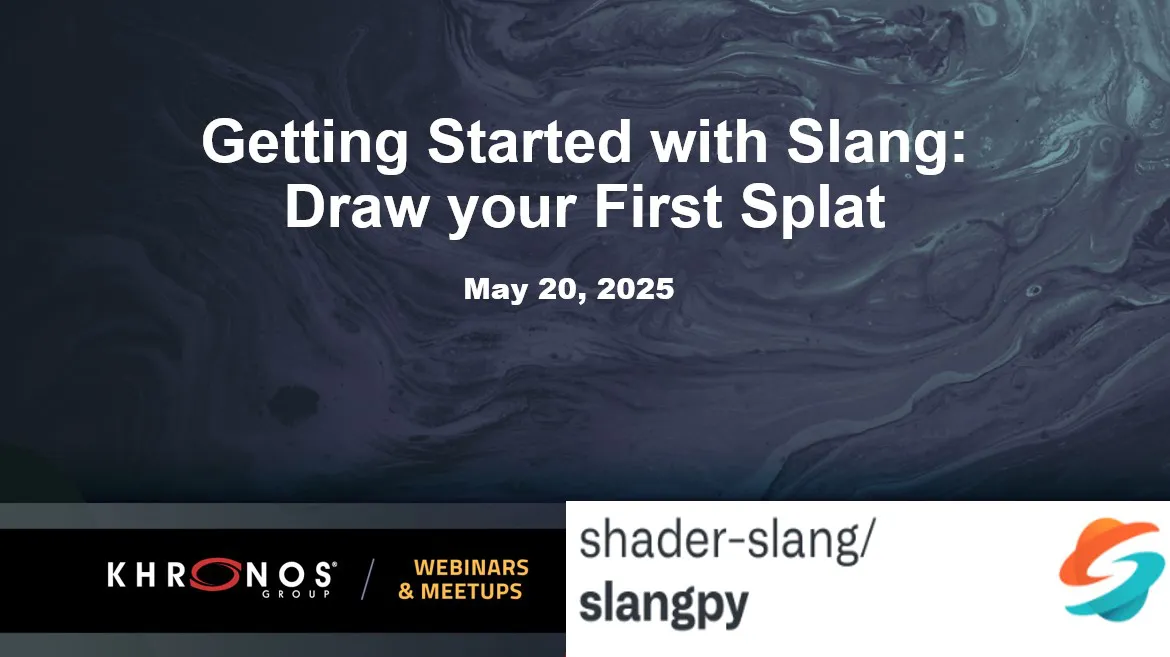 Getting Started with Slang:
Draw your First Splat
May 20, 2025
KHRONOS®
GROUP
/
WEBINARS
& MEETUPS
shader-slang/
slangpy